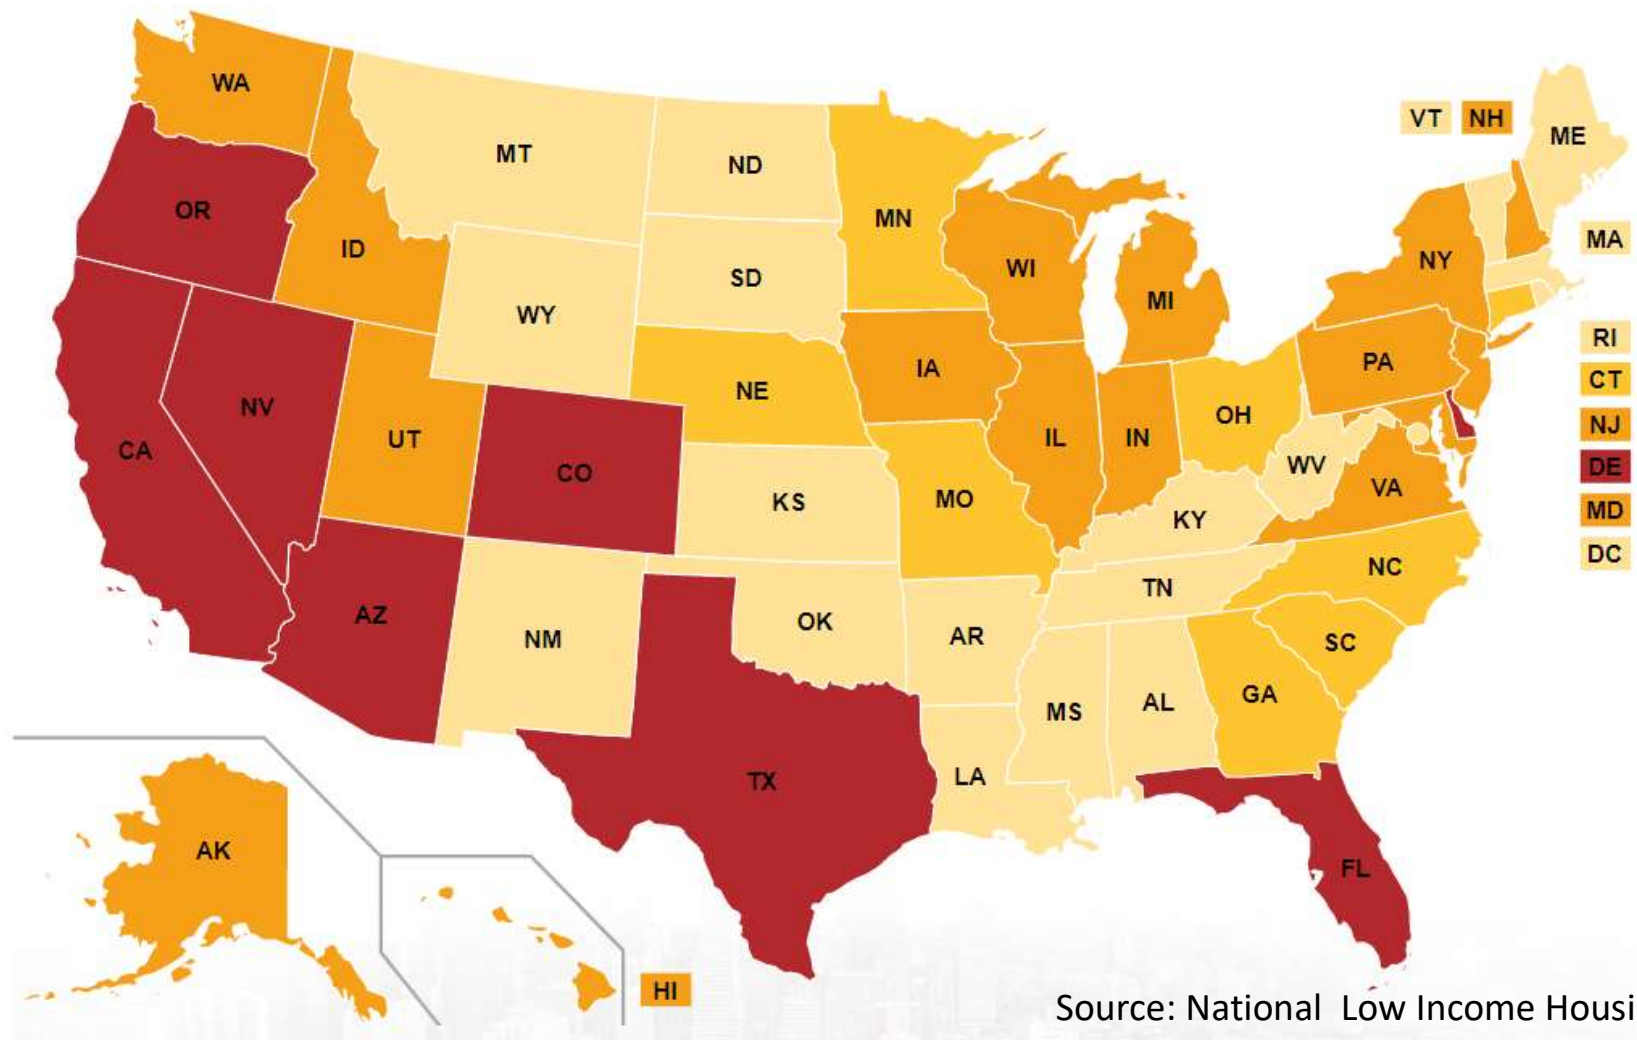 WA
VT NH
ME
MT
ND
OR
MN
MA
ID
NY
WI
SD
MI
WY
RI
PA
IA
CT
NE
NV
OH
NJ
UT
IL
IN
CA
WV
DE
CO
VA
MO
KS
MD
KY
DC
NC
TN
AZ
OK
AR
NM
SC
GA
AL
MS
LA
TX
AK
FL
HI
Source: National Low Income Housi